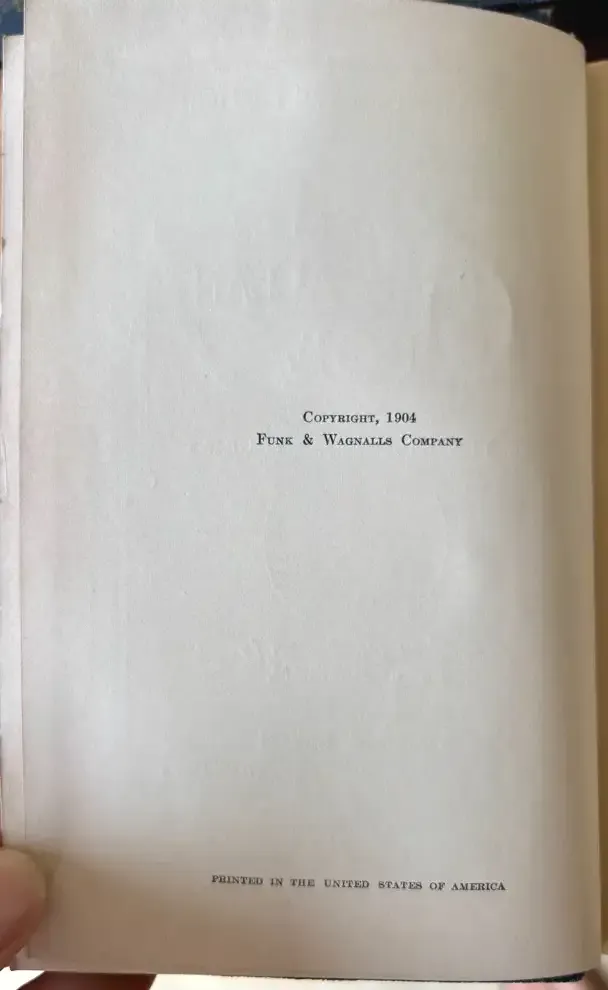 Copyright, 1904
Funk & Wagnalls Company
PRINTED IN THE UNITED STATES OF AMERICA